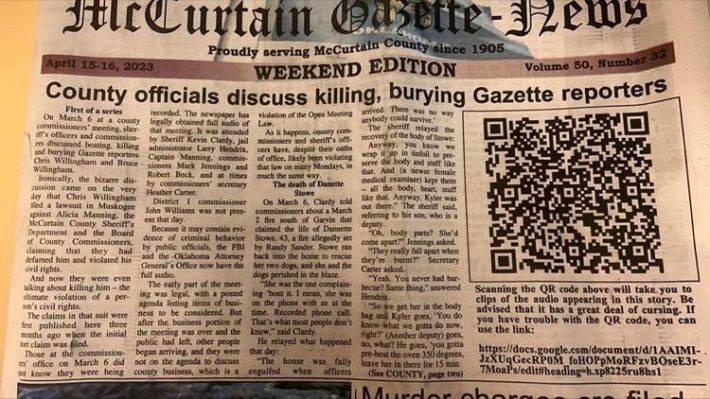 McCurtain Gazette-News
Proudly serving McCurtain County since 1905
April 15-16, 2023
WEEKEND EDITION
Volume 50, Number 32
County officials discuss killing, burying Gazette reporters
First of a series
On March 6 at a county
commissioners' meeting, sher-
iff's officers and commission-
ers discussed beating, killing
and burying Gazette reporters
Chris Willingham and Bruce
Willingham.
Ironically, the bizarre dis-
cussion came on the very
day that Chris Willingham
filed a lawsuit in Muskogee
against Alicia Manning, the
McCurtain County Sheriff's
Department and the Board
of County Commissioners,
claiming that they had
defamed him and violated his
civil rights.
And now they were even
talking about killing him – the
ultimate violation of a per-
son's civil rights.
The claims in that suit were
first published here three
months ago when the initial
tort claim was filed.
Those at the commission-
ers' office on March 6 did
not know they were being
recorded. The newspaper has
legally obtained full audio of
that meeting. It was attended
by Sheriff Kevin Clardy, jail
administrator Larry Hendrix,
Captain Manning, commis-
sioners Mark Jennings and
Robert Beck, and at times
by commissioners' secretary
Heather Carter.
District 1 commissioner
John Williams was not pres-
ent that day.
Because it may contain evi-
dence of criminal behavior
by public officials, the FBI
and the Oklahoma Attorney
General's Office now have the
full audio.
The early part of the meet-
ing was legal, with a posted
agenda listing items of busi-
ness to be considered. But
after the business portion of
the meeting was over and the
public had left, other people
began arriving, and they were
not on the agenda to discuss
county business, which is a
violation of the Open Meeting
Law.
As it happens, county com-
missioners and sheriff's offi-
cers have, despite their oaths
of office, likely been violating
that law on many Mondays, in
much the same way.
The death of Danette
Stowe
On March 6, Clardy told
commissioners about a March
2 fire south of Garvin that
claimed the life of Dannette
Stowe, 43, a fire allegedly set
by Randy Sander. Stowe ran
back into the home to rescue
her two dogs, and she and the
dogs perished in the blaze.
"She was the one complain-
ing 'bout it. I mean, she was
on the phone with us at the
time. Recorded phone call.
"That's what most people don't
know," said Clardy.
He relayed what happened
that day:
"The house was fully
engulfed when officers
arrived. There was no way
anybody could survive."
The sheriff relayed the
recovery of the body of Stowe:
Anyway, you know we
wrap it up in tinfoil to pre-
serve the body and stuff like
that. And (a newer female
medical examiner) kept them
– all the body, heart, stuff
like that. Anyway, Kyler was
out there." The sheriff said,
referring to his son, who is a
deputy.
"Oh, body parts? She'd
come apart?" Jennings asked.
"They really fall apart when
they're burnt?" Secretary
Carter asked.
"Yeah. You never had bar-
becue? Same thing," answered
Hendrix.
"So we get her in the body
bag and Kyler goes, 'You do
know what we gotta do now,
right?' (Another deputy) goes,
no, what? He goes, 'you gotta
pre-heat the oven 350 degrees,
leave her in there for 15 min
(See COUNTY, page two)
Scanning the QR code above will take you to
clips of the audio appearing in this story. Be
advised that it has a great deal of cursing. If
you have trouble with the QR code, you can
use the link:
https://docs.google.com/document/d/1AAIMI-
JzXUqGecRP0M_foHOPpMoRFzvBOseE3r-
7MoaPs/edit#heading=h.xp8225ru8hs1
Murder charges are filed